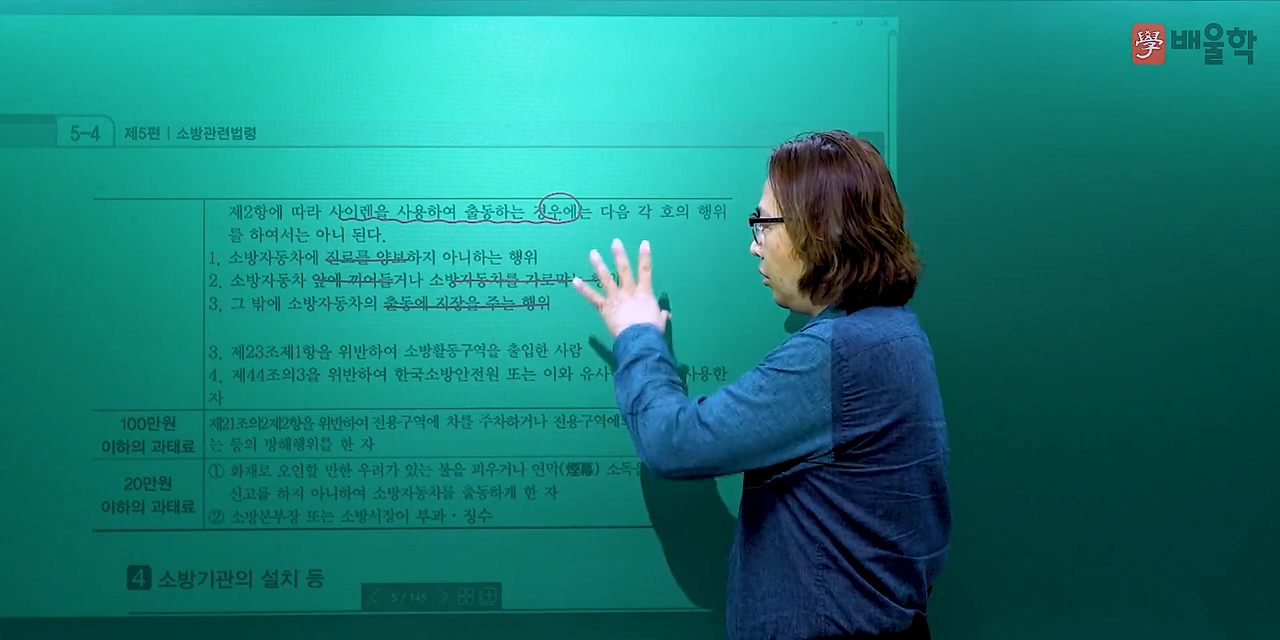 學 배울학
5-4 제5편 | 소방관련법령
제2항에 따라 사이렌을 사용하여 출동하는 경우에는 다음 각 호의 행위
를 하여서는 아니 된다.
1. 소방자동차에 진로를 양보하지 아니하는 행위
2. 소방자동차 앞에 끼어들거나 소방자동차를 가로막는
3. 그 밖에 소방자동차의 출동에 지장을 주는 행위
3. 제23조제1항을 위반하여 소방활동구역을 출입한 사람
4. 제44조의3을 위반하여 한국소방안전원 또는 이와 유사 사용한
자
100만원
이하의 과태료
제21조의2제2항을 위반하여 전용구역에 차를 주차하거나 전용구역에
는 등의 방해행위를 한 자
20만원
이하의 과태료
① 화재로 오인할 만한 우려가 있는 불을 피우거나 연막(煙幕) 소독을
신고를 하지 아니하여 소방자동차를 출동하게 한 자
② 소방본부장 또는 소방서장이 부과·징수
4 소방기관의 설치 등
5 / 145